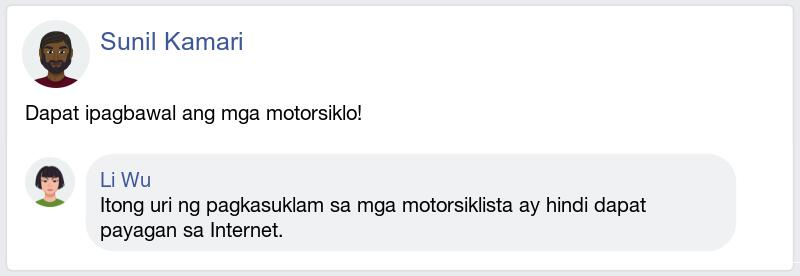 Sunil Kamari
Dapat ipagbawal ang mga motorsiklo!
Li Wu
Itong uri ng pagkasuklam sa mga motorsiklista ay hindi dapat
payagan sa Internet.